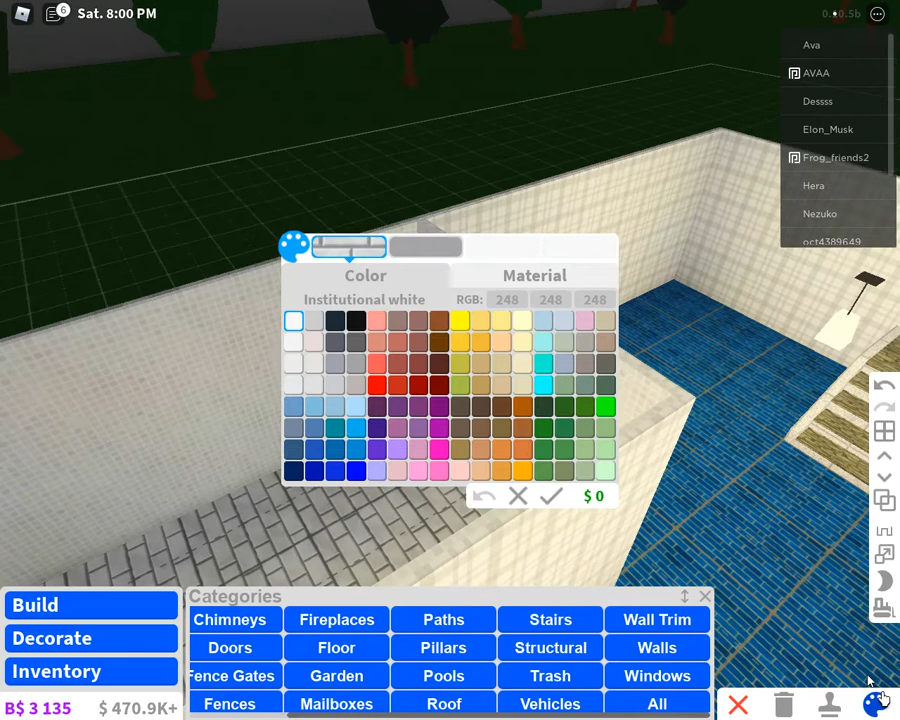 6
Sat. 8:00 PM
Ava
AVAA
Dessss
Elon_Musk
Frog_friends2
Hera
Nezuko
oct4389649
Color
Material
Institutional white
RGB: 248 248 248
$ 0
Build
Decorate
Inventory
B$ 3 135 $ 470.9K+
Categories
Chimneys Fireplaces Paths Stairs Wall Trim
Doors Floor Pillars Structural Walls
Fence Gates Garden Pools Trash Windows
Fences Mailboxes Roof Vehicles All